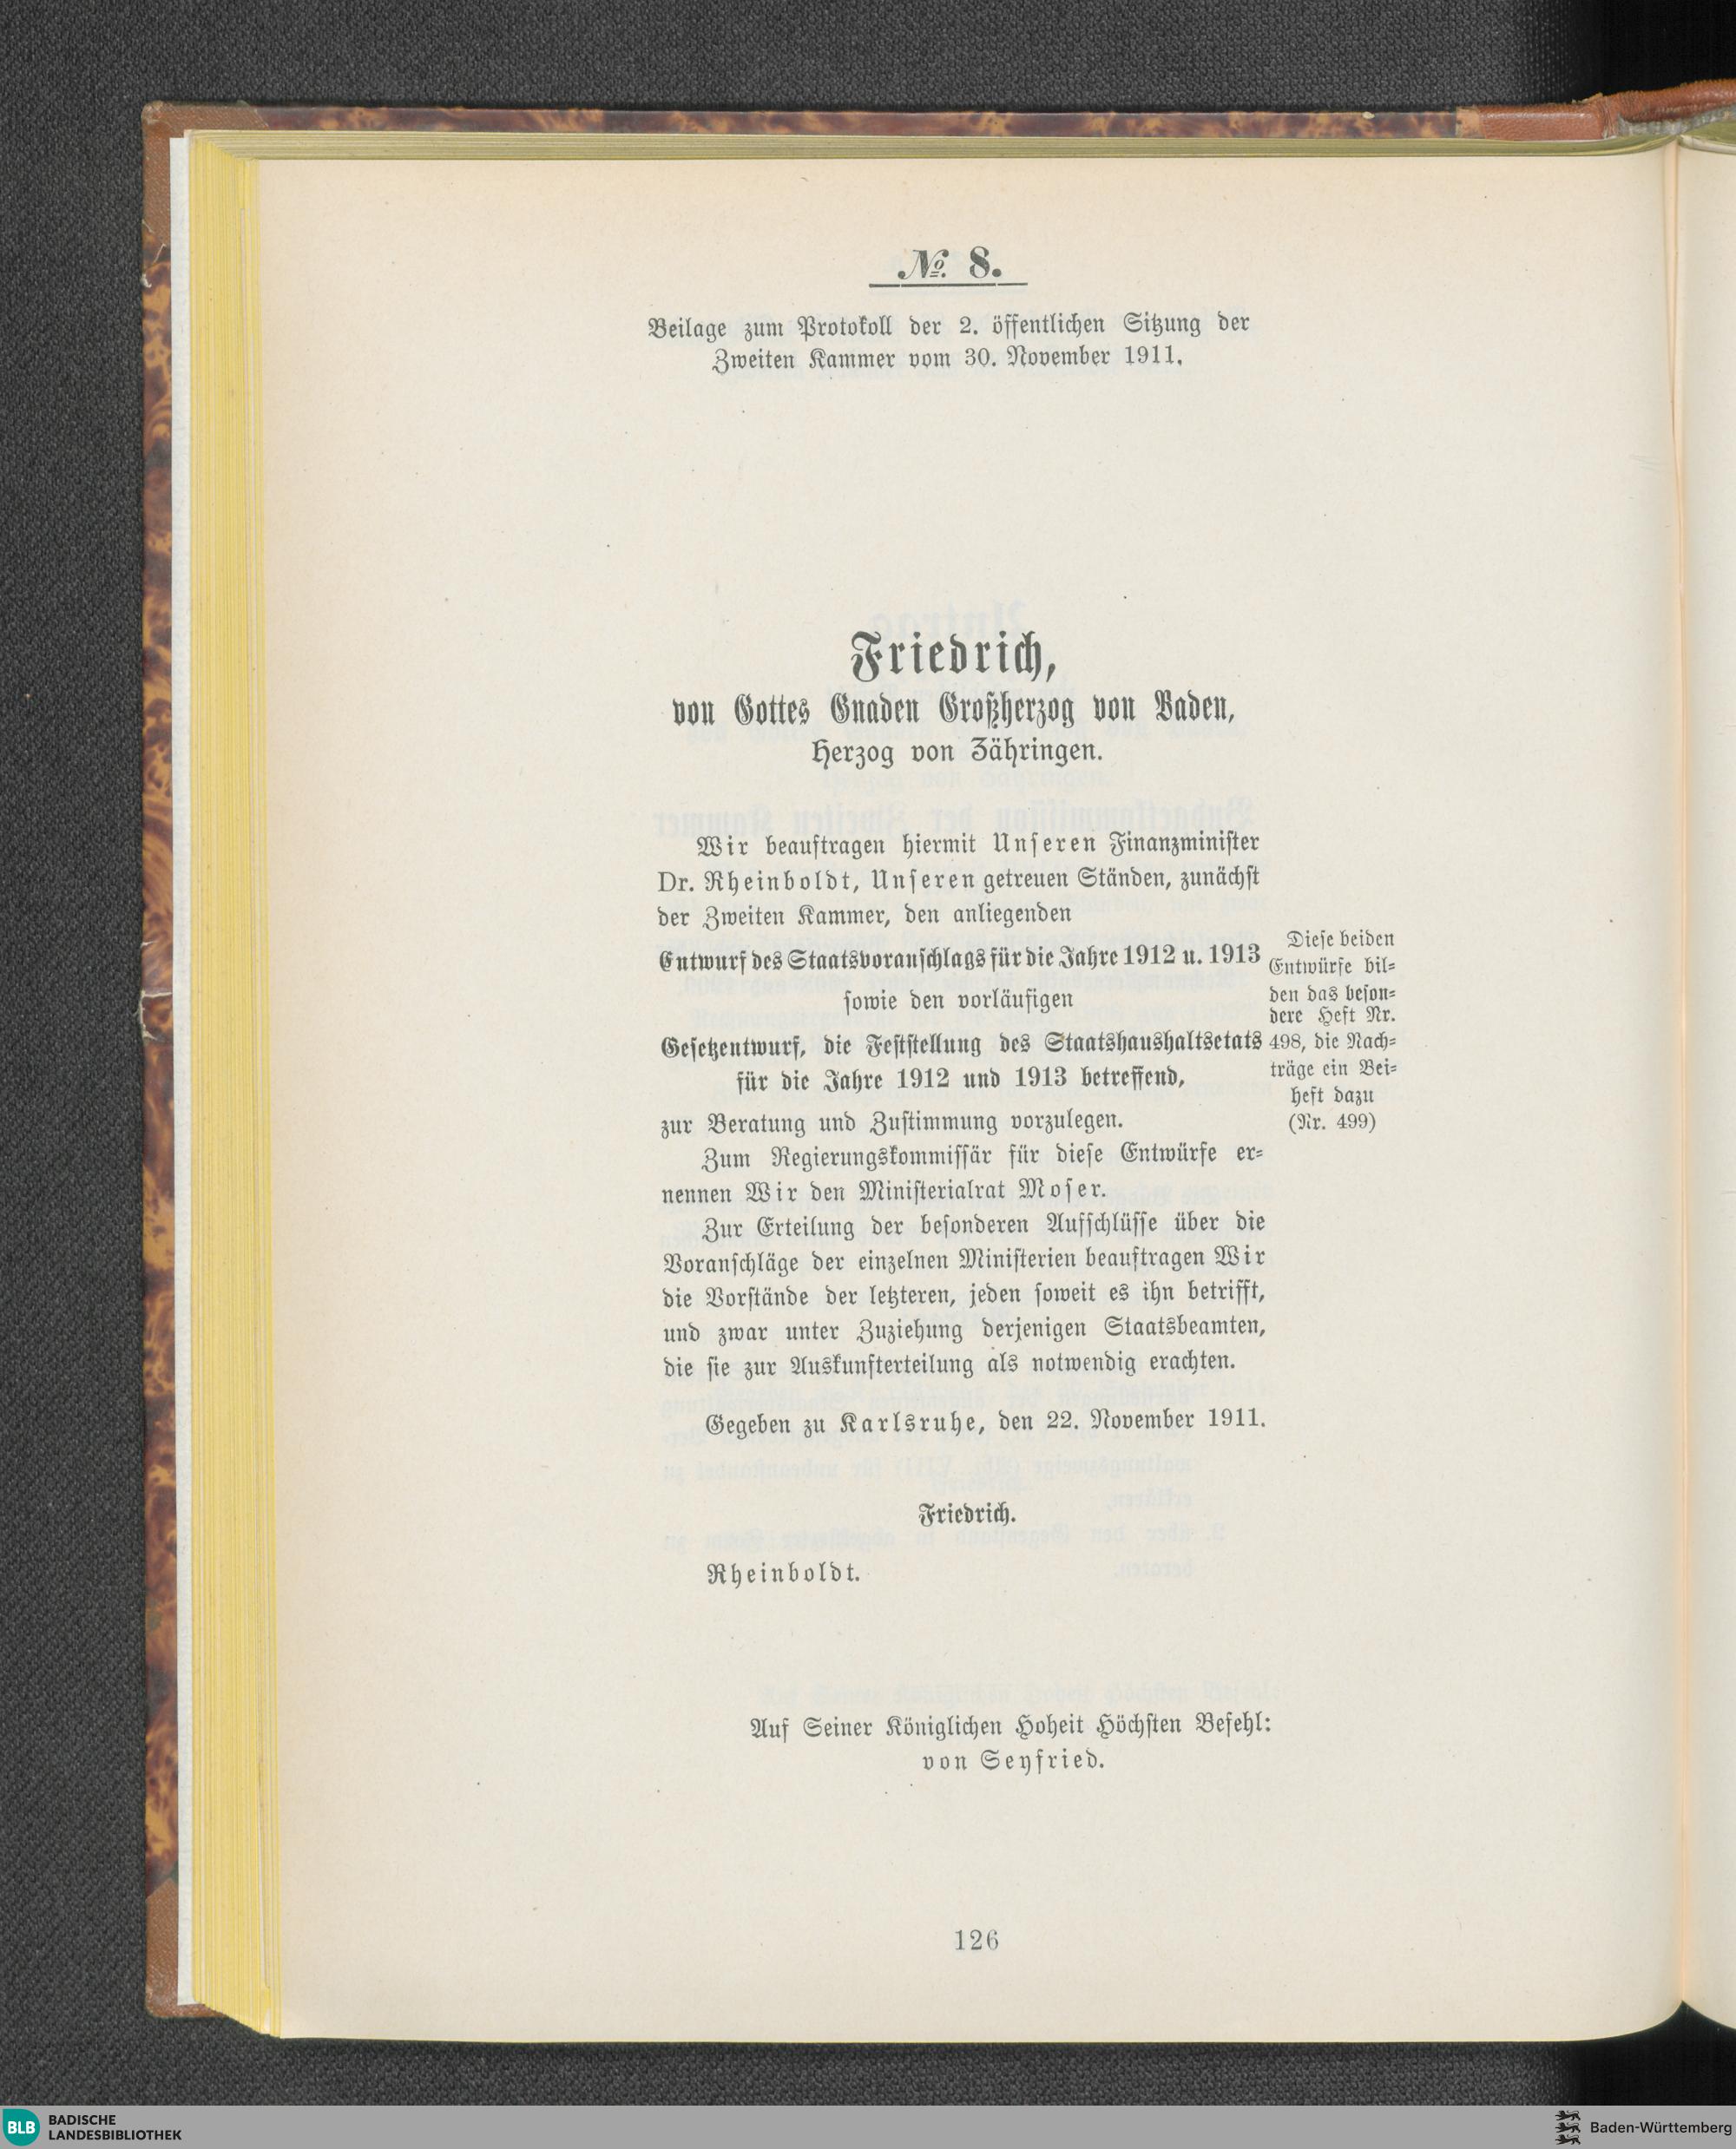 № 8.
Beilage zum Protokoll der 2. öffentlichen Sitzung der
Zweiten Kammer vom 30. November 1911.
Friedrich,
von Gottes Gnaden Großherzog von Baden,
Herzog von Zähringen.
Wir beauftragen hiermit Unseren Finanzminister
Dr. Rheinboldt, Unseren getreuen Ständen, zunächst
der Zweiten Kammer, den anliegenden
Entwurf des Staatsvoranschlags für die Jahre 1912 u. 1913
sowie den vorläufigen
Gesetzentwurf, die Feststellung des Staatshaushaltsetats
für die Jahre 1912 und 1913 betreffend,
zur Beratung und Zustimmung vorzulegen.
Diese beiden
Entwürfe bil-
den das beson-
dere Heft Nr.
498, die Nach-
träge ein Bei-
heft dazu
(Nr. 499)
Zum Regierungskommissär für diese Entwürfe er-
nennen Wir den Ministerialrat Moser.
Zur Erteilung der besonderen Aufschlüsse über die
Voranschläge der einzelnen Ministerien beauftragen Wir
die Vorstände der letzteren, jeden soweit es ihn betrifft,
und zwar unter Zuziehung derjenigen Staatsbeamten,
die sie zur Auskunfterteilung als notwendig erachten.
Gegeben zu Karlsruhe, den 22. November 1911.
Friedrich.
Rheinboldt.
Auf Seiner Königlichen Hoheit Höchsten Befehl:
von Seyfried.
126
BLB BADISCHE
LANDESBIBLIOTHEK
Baden-Württemberg